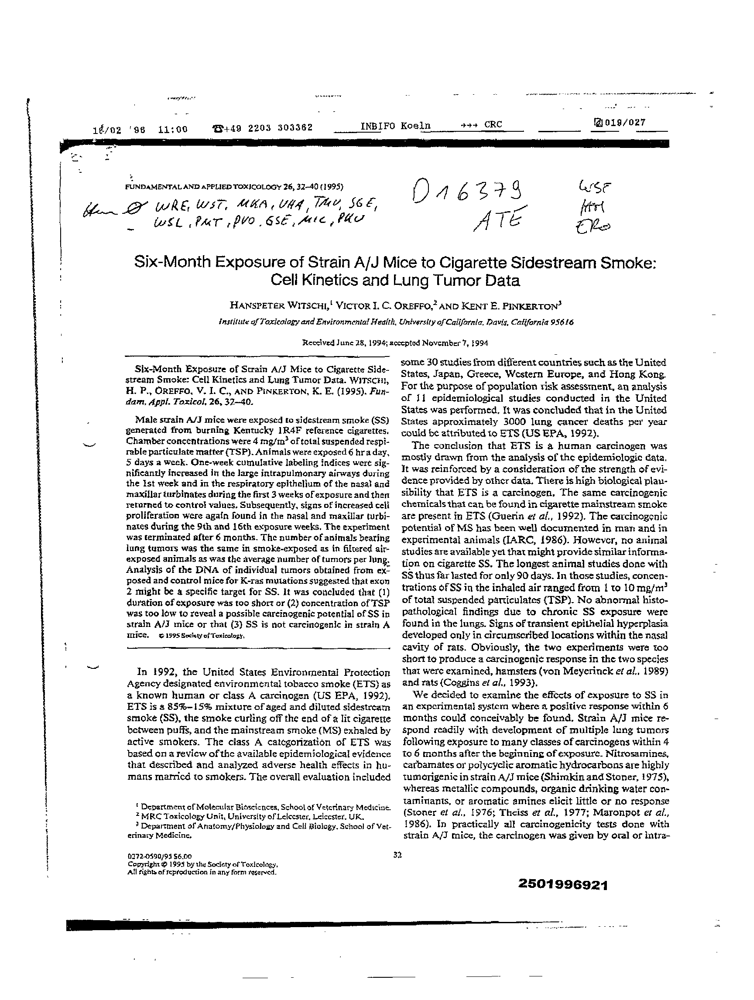 16/02 '96 11:00 ☎+49 2203 303362 INBIFO Koeln →→→ CRC 019/027
FUNDAMENTAL AND APPLIED TOXICOLOGY 26, 32–40 (1995)
WRE, WST, MKA, UHA, TMU, SGE,
WSL, PMT, PVO, GSE, MIC, PKU
016379
ATE
WSF
Six-Month Exposure of Strain A/J Mice to Cigarette Sidestream Smoke:
Cell Kinetics and Lung Tumor Data
HANSPETER WITSCHI,¹ VICTOR I. C. OREFFO,² AND KENT E. PINKERTON³
Institute of Toxicology and Environmental Health, University of California, Davis, California 95616
Received June 28, 1994; accepted November 7, 1994
Six-Month Exposure of Strain A/J Mice to Cigarette Side-
stream Smoke: Cell Kinetics and Lung Tumor Data. WITSCHI,
H. P., OREFFO, V. I. C., AND PINKERTON, K. E. (1995). Fun-
dam. Appl. Toxicol. 26, 32–40.
Male strain A/J mice were exposed to sidestream smoke (SS)
generated from burning Kentucky 1R4F reference cigarettes.
Chamber concentrations were 4 mg/m³ of total suspended respi-
rable particulate matter (TSP). Animals were exposed 6 hr a day,
5 days a week. One-week cumulative labeling indices were sig-
nificantly increased in the large intrapulmonary airways during
the 1st week and in the respiratory epithelium of the nasal and
maxillar turbinates during the first 3 weeks of exposure and then
returned to control values. Subsequently, signs of increased cell
proliferation were again found in the nasal and maxillar turbi-
nates during the 9th and 16th exposure weeks. The experiment
was terminated after 6 months. The number of animals bearing
lung tumors was the same in smoke-exposed as in filtered air-
exposed animals as was the average number of tumors per lung.
Analysis of the DNA of individual tumors obtained from ex-
posed and control mice for K-ras mutations suggested that exon
2 might be a specific target for SS. It was concluded that (1)
duration of exposure was too short or (2) concentration of TSP
was too low to reveal a possible carcinogenic potential of SS in
strain A/J mice or that (3) SS is not carcinogenic in strain A
mice. © 1995 Society of Toxicology.
In 1992, the United States Environmental Protection
Agency designated environmental tobacco smoke (ETS) as
a known human or class A carcinogen (US EPA, 1992).
ETS is a 85%–15% mixture of aged and diluted sidestream
smoke (SS), the smoke curling off the end of a lit cigarette
between puffs, and the mainstream smoke (MS) exhaled by
active smokers. The class A categorization of ETS was
based on a review of the available epidemiological evidence
that described and analyzed adverse health effects in hu-
mans married to smokers. The overall evaluation included
¹ Department of Molecular Biosciences, School of Veterinary Medicine.
² MRC Toxicology Unit, University of Leicester, Leicester, UK.
³ Department of Anatomy/Physiology and Cell Biology, School of Vet-
erinary Medicine.
some 30 studies from different countries such as the United
States, Japan, Greece, Western Europe, and Hong Kong.
For the purpose of population risk assessment, an analysis
of 11 epidemiological studies conducted in the United
States was performed. It was concluded that in the United
States approximately 3000 lung cancer deaths per year
could be attributed to ETS (US EPA, 1992).
The conclusion that ETS is a human carcinogen was
mostly drawn from the analysis of the epidemiologic data.
It was reinforced by a consideration of the strength of evi-
dence provided by other data. There is high biological plau-
sibility that ETS is a carcinogen. The same carcinogenic
chemicals that can be found in cigarette mainstream smoke
are present in ETS (Guerin et al., 1992). The carcinogenic
potential of MS has been well documented in man and in
experimental animals (IARC, 1986). However, no animal
studies are available yet that might provide similar informa-
tion on cigarette SS. The longest animal studies done with
SS thus far lasted for only 90 days. In those studies, concen-
trations of SS in the inhaled air ranged from 1 to 10 mg/m³
of total suspended particulates (TSP). No abnormal histo-
pathological findings due to chronic SS exposure were
found in the lungs. Signs of transient epithelial hyperplasia
developed only in circumscribed locations within the nasal
cavity of rats. Obviously, the two experiments were too
short to produce a carcinogenic response in the two species
that were examined, hamsters (von Meyerinck et al., 1989)
and rats (Coggins et al., 1993).
We decided to examine the effects of exposure to SS in
an experimental system where a positive response within 6
months could conceivably be found. Strain A/J mice re-
spond readily with development of multiple lung tumors
following exposure to many classes of carcinogens within 4
to 6 months after the beginning of exposure. Nitrosamines,
carbamates or polycyclic aromatic hydrocarbons are highly
tumorigenic in strain A/J mice (Shimkin and Stoner, 1975),
whereas metallic compounds, organic drinking water con-
taminants, or aromatic amines elicit little or no response
(Stoner et al., 1976; Theiss et al., 1977; Maronpot et al.,
1986). In practically all carcinogenicity tests done with
strain A/J mice, the carcinogen was given by oral or intra-
0272-0590/95 $6.00
Copyright © 1995 by the Society of Toxicology.
All rights of reproduction in any form reserved.
32
2501996921